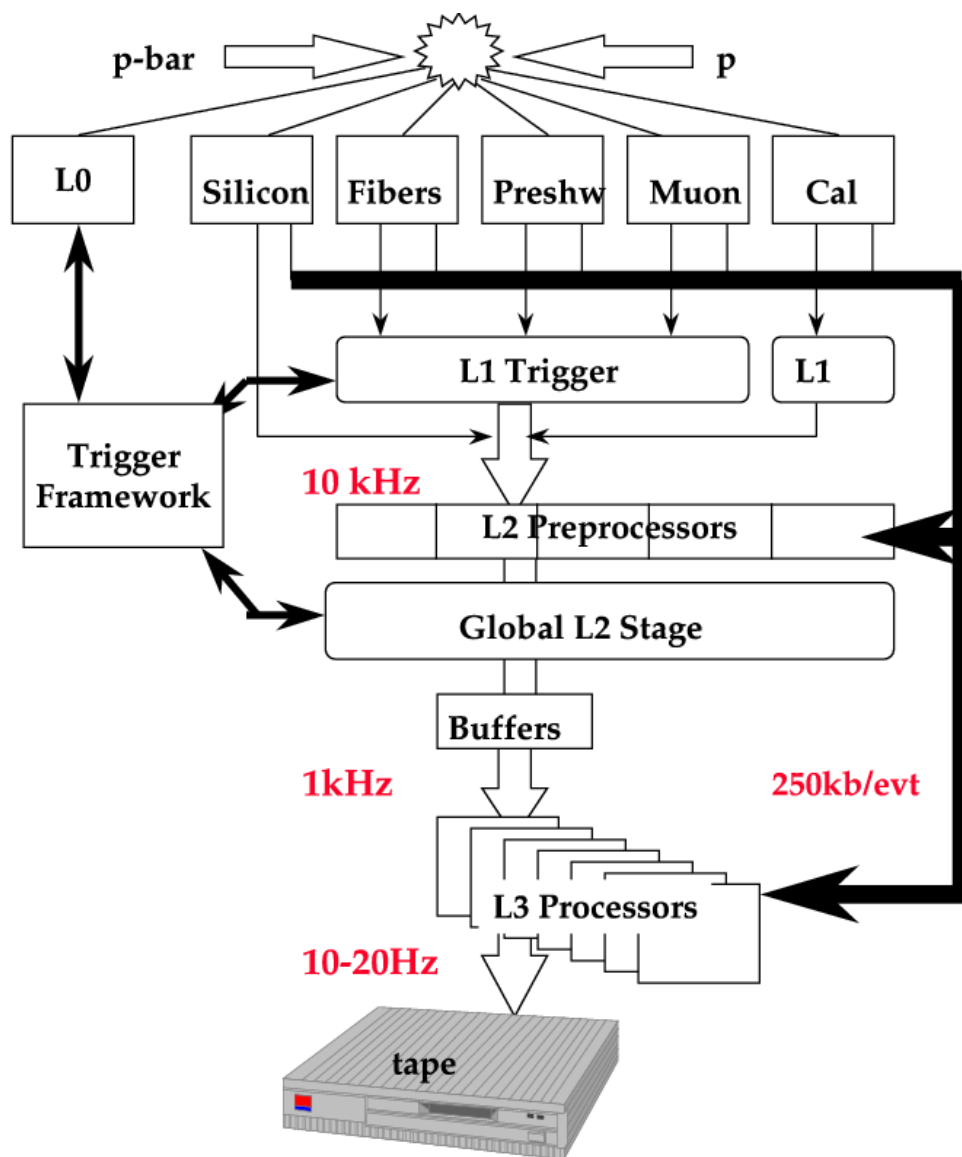 p-bar
p
L0
Silicon
Fibers
Preshw
Muon
Cal
L1 Trigger
L1
Trigger
Framework
10 kHz
L2 Preprocessors
Global L2 Stage
Buffers
1kHz
250kb/evt
L3 Processors
10-20Hz
tape